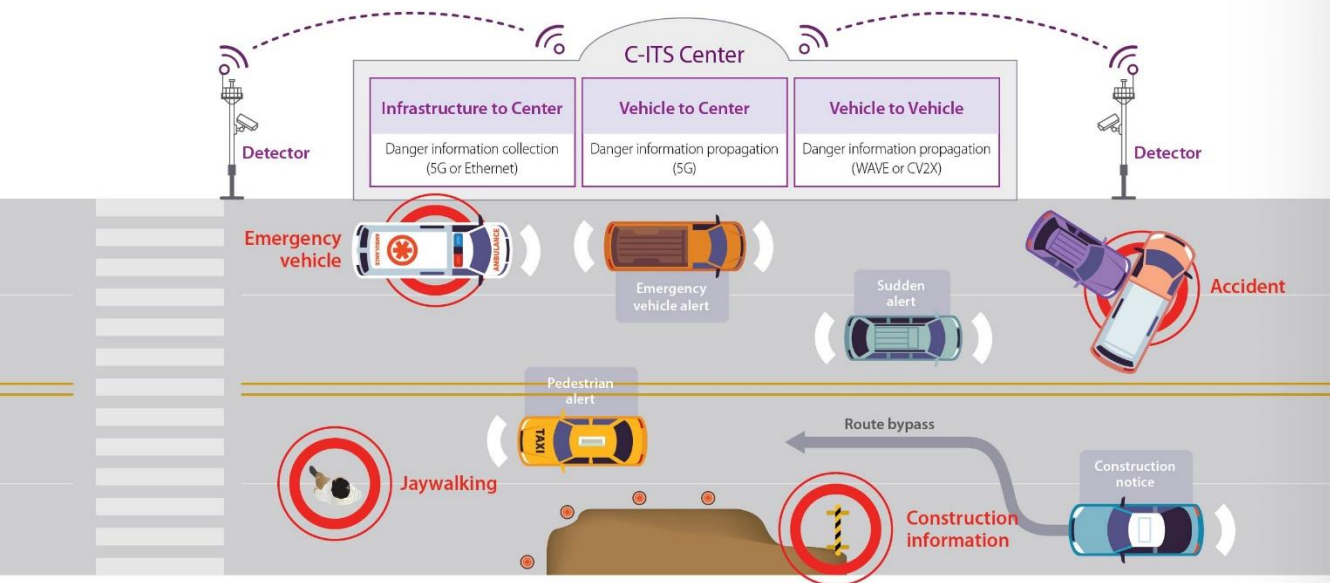 C-ITS Center
Infrastructure to Center
Danger information collection
(5G or Ethernet)
Vehicle to Center
Danger information propagation
(5G)
Vehicle to Vehicle
Danger information propagation
(WAVE or CV2X)
Detector
Detector
Emergency
vehicle
AMBULANCE
AMBULANCE
Emergency
vehicle alert
Sudden
alert
Accident
Pedestrian
alert
TAXI
Route bypass
Jaywalking
Construction
notice
Construction
information